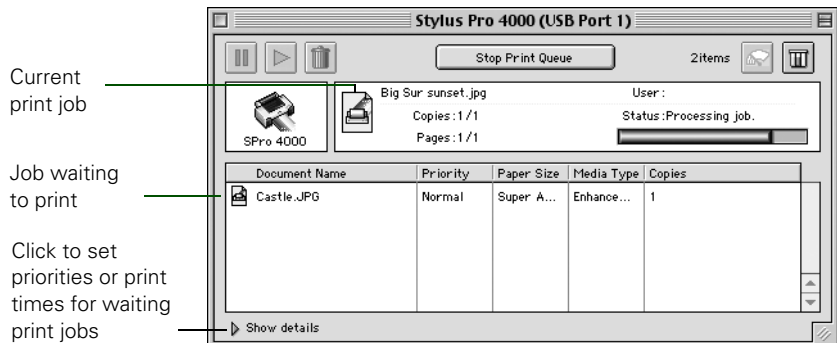 Stylus Pro 4000 (USB Port 1)
Stop Print Queue
2items
Current
print job
Big Sur sunset.jpg
User:
Copies:1/1
Status:Processing job.
SPro 4000
Pages:1/1
Job waiting
to print
Document Name Priority Paper Size Media Type Copies
Castle.JPG Normal Super A... Enhance... 1
Click to set
priorities or print
times for waiting
print jobs
Show details